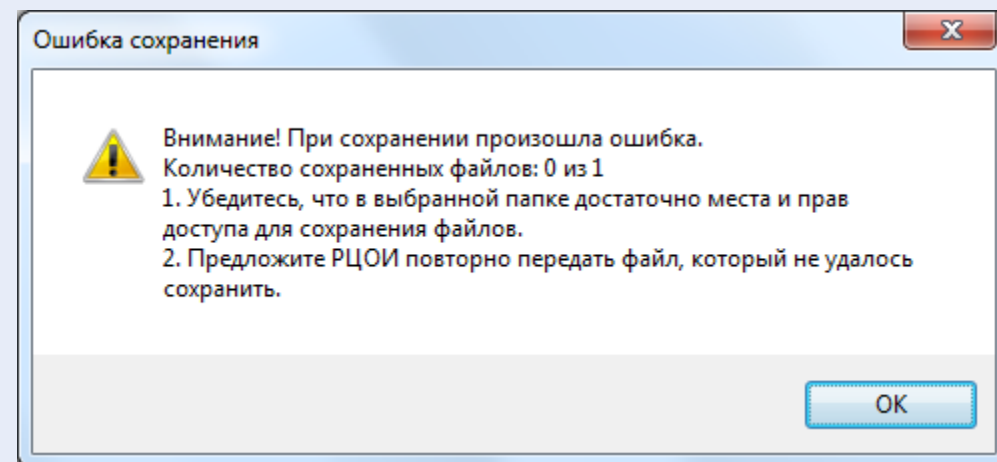 Ошибка сохранения
Внимание! При сохранении произошла ошибка.
Количество сохраненных файлов: 0 из 1
1. Убедитесь, что в выбранной папке достаточно места и прав
доступа для сохранения файлов.
2. Предложите РЦОИ повторно передать файл, который не удалось
сохранить.
ОК